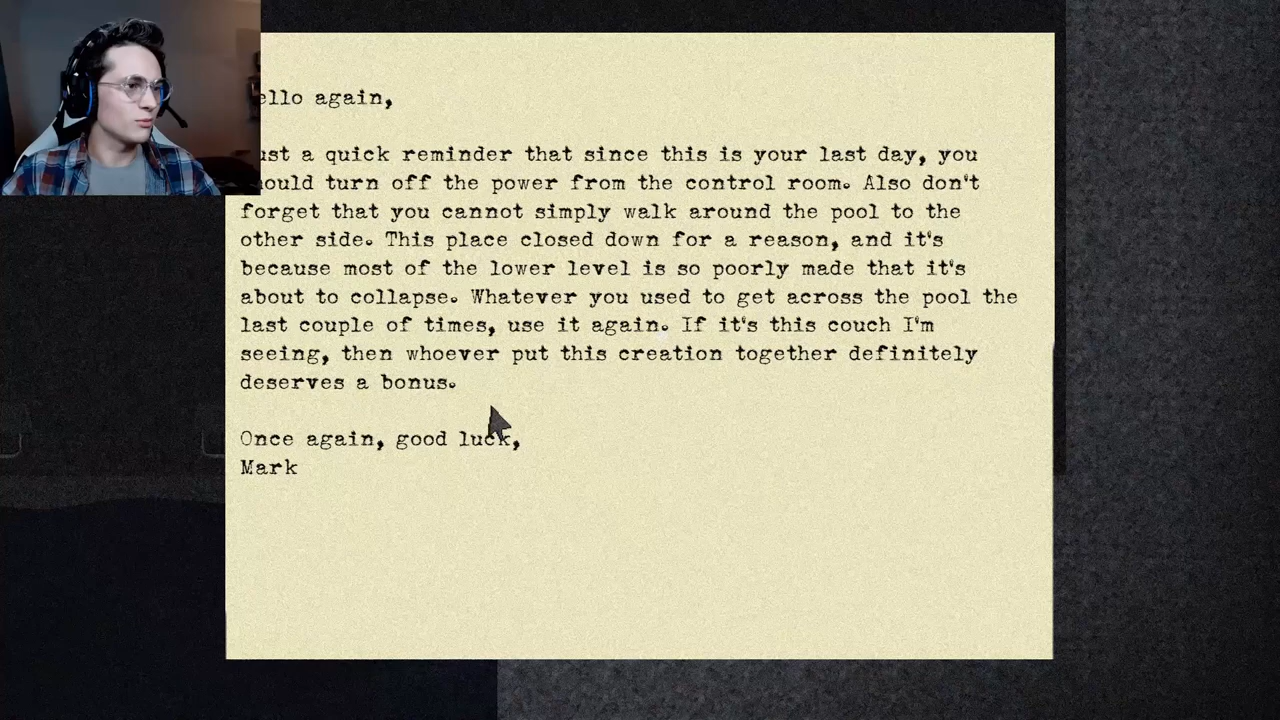 ello again,
ust a quick reminder that since this is your last day, you
hould turn off the power from the control room. Also don't
forget that you cannot simply walk around the pool to the
other side. This place closed down for a reason, and it's
because most of the lower level is so poorly made that it's
about to collapse. Whatever you used to get across the pool the
last couple of times, use it again. If it's this couch I'm
seeing, then whoever put this creation together definitely
deserves a bonus.
Once again, good luck,
Mark